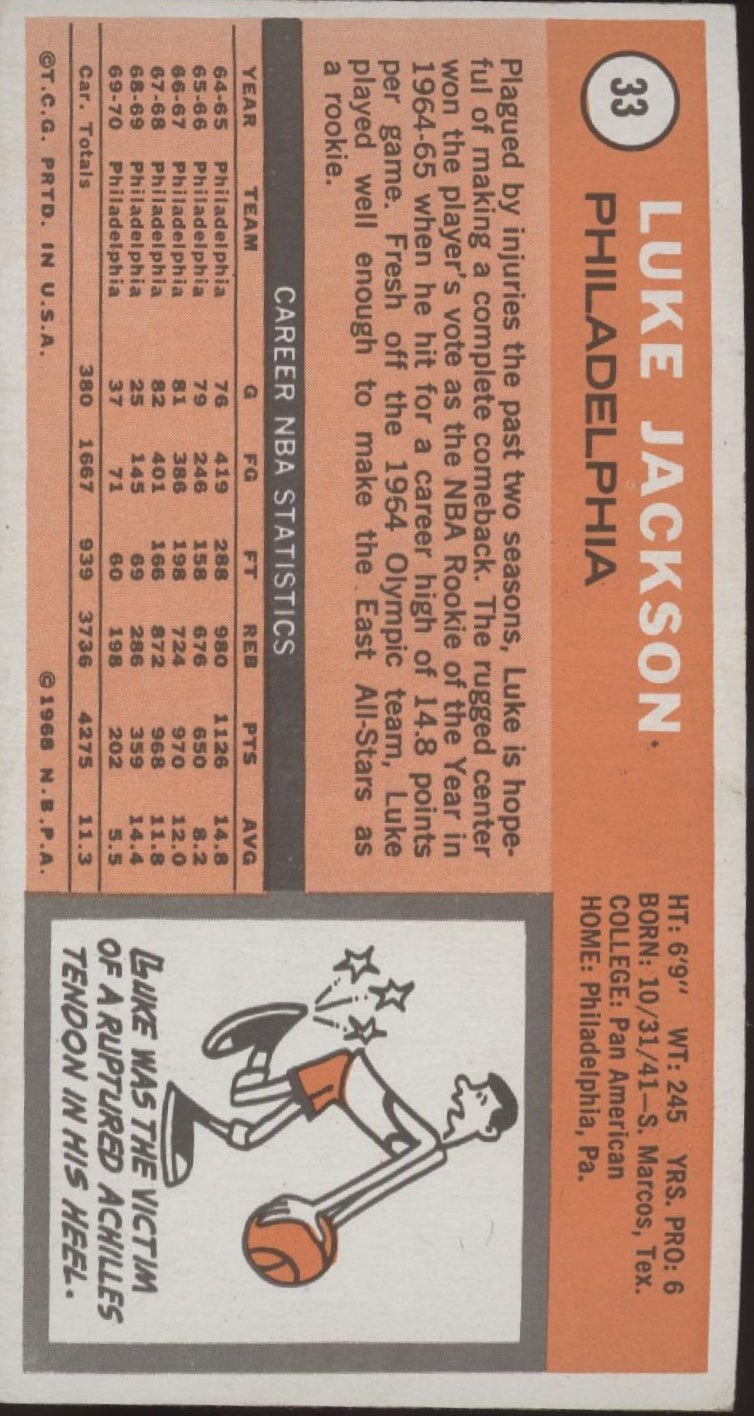 33
LUKE JACKSON
PHILADELPHIA
HT: 6'9" WT: 245 YRS. PRO: 6
BORN: 10/31/41—S. Marcos, Tex.
COLLEGE: Pan American
HOME: Philadelphia, Pa.
Plagued by injuries the past two seasons, Luke is hope-
ful of making a complete comeback. The rugged center
won the player's vote as the NBA Rookie of the Year in
1964-65 when he hit for a career high of 14.8 points
per game. Fresh off the 1964 Olympic team, Luke
played well enough to make the East All-Stars as
a rookie.
CAREER NBA STATISTICS
YEAR TEAM G FG FT REB PTS AVG
64-65 Philadelphia 76 419 288 980 1126 14.8
65-66 Philadelphia 79 246 158 676 650 8.2
66-67 Philadelphia 81 386 198 724 970 12.0
67-68 Philadelphia 82 401 166 872 968 11.8
68-69 Philadelphia 25 145 69 286 359 14.4
69-70 Philadelphia 37 71 60 198 202 5.5
Car. Totals 380 1667 939 3736 4275 11.3
©T.C.G. PRTD. IN U.S.A. ©1968 N.B.P.A.
LUKE WAS THE VICTIM
OF A RUPTURED ACHILLES
TENDON IN HIS HEEL.